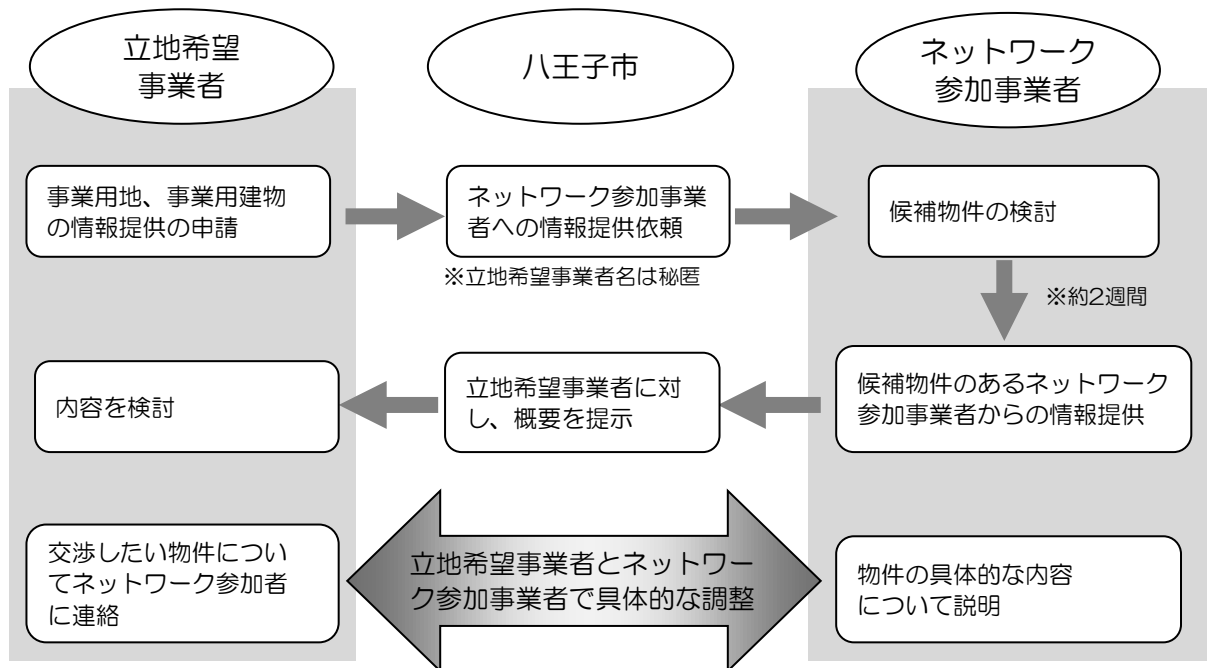 立地希望
事業者
八王子市
ネットワーク
参加事業者
事業用地、事業用建物
の情報提供の申請
ネットワーク参加事業
者への情報提供依頼
※立地希望事業者名は秘匿
候補物件の検討
※約2週間
候補物件のあるネットワーク
参加事業者からの情報提供
立地希望事業者に対
し、概要を提示
内容を検討
交渉したい物件につい
てネットワーク参加者
に連絡
立地希望事業者とネットワー
ク参加事業者で具体的な調整
物件の具体的な内容
について説明